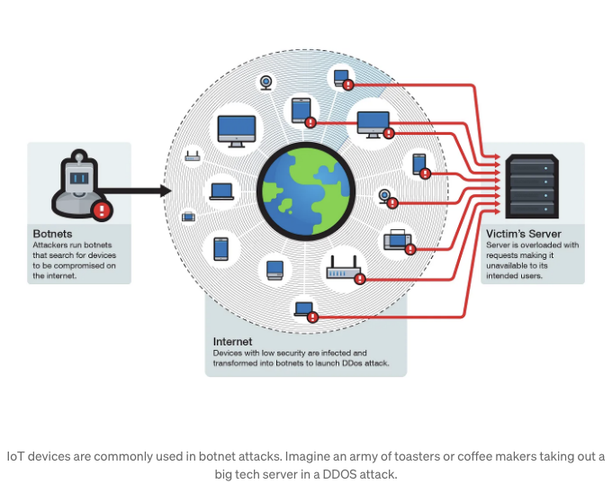 Botnets
Attackers run botnets
that search for devices
to be compromised on
the internet.
Victim's Server
Server is overloaded with
requests making it
unavailable to its
intended users.
Internet
Devices with low security are infected and
transformed into botnets to launch DDos attack.
IoT devices are commonly used in botnet attacks. Imagine an army of toasters or coffee makers taking out a
big tech server in a DDOS attack.